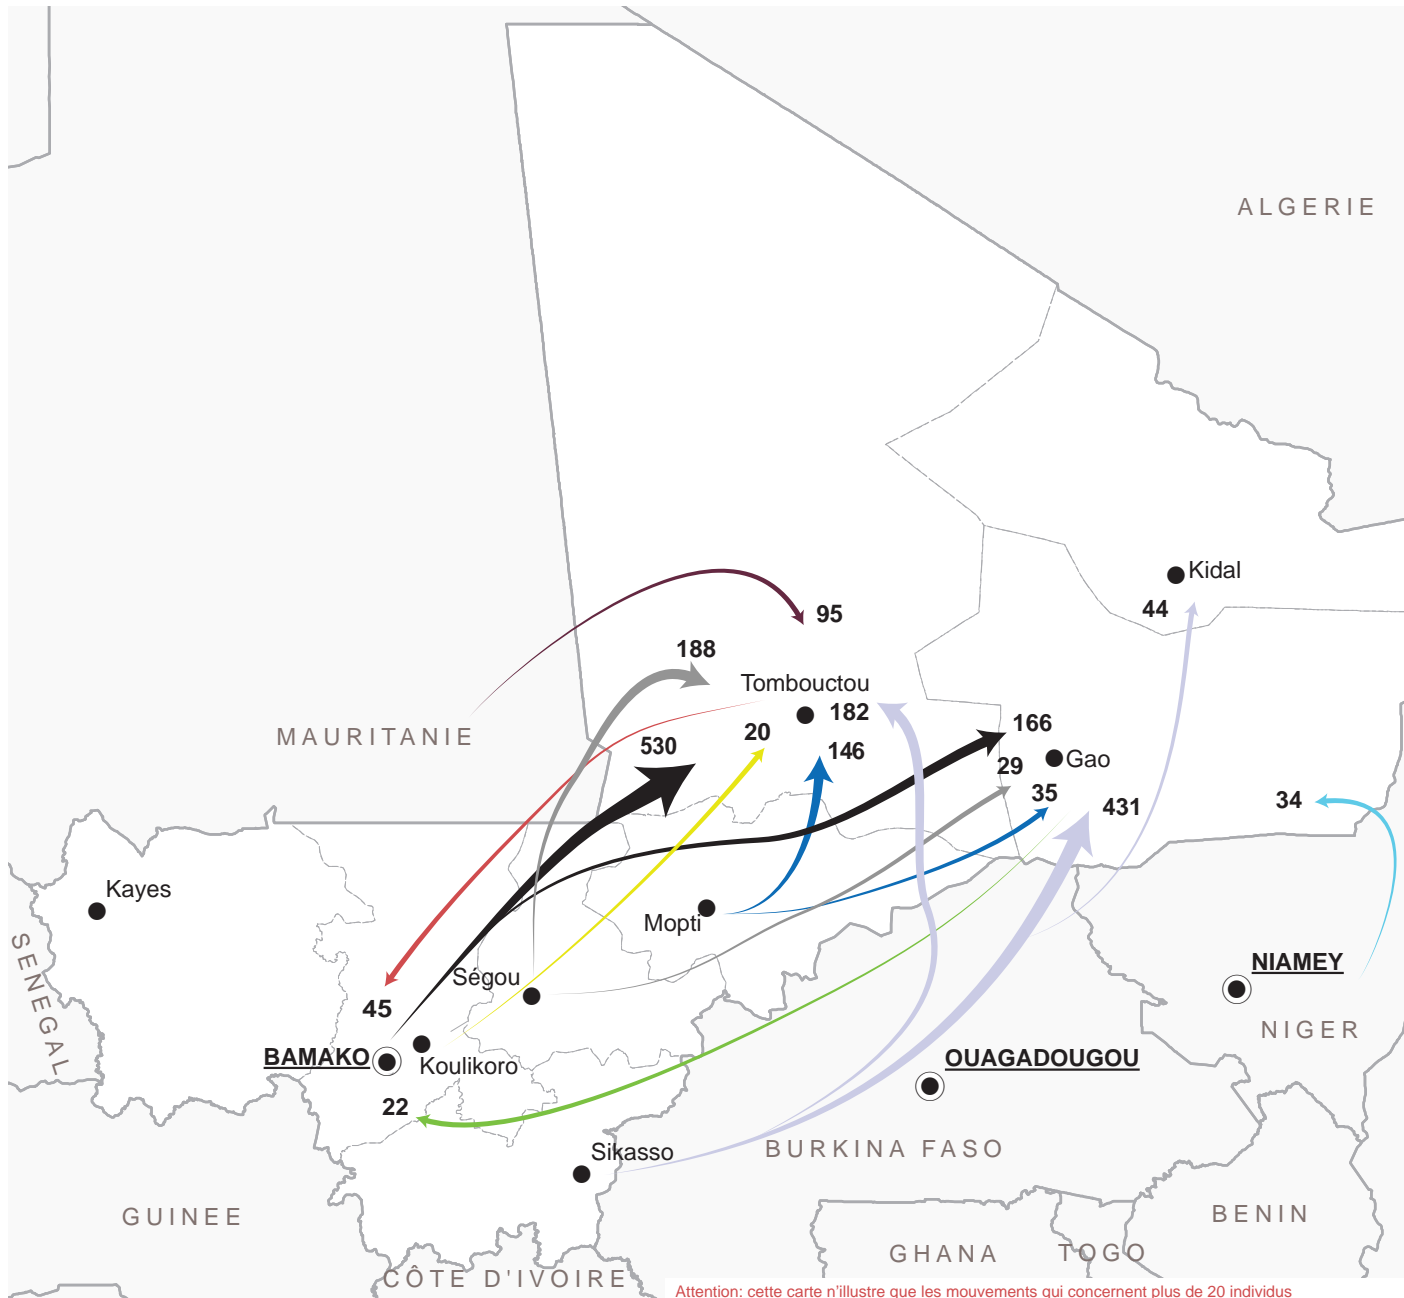 ALGERIE
Kidal
44
95
188
Tombouctou
182
166
20
MAURITANIE
530
146
29
Gao
35
431
34
Kayes
Mopti
SENEGAL
NIAMEY
Ségou
45
NIGER
BAMAKO
Koulikoro
OUAGADOUGOU
22
Sikasso
BURKINA FASO
GUINEE
BENIN
GHANA
TOGO
CÔTE D'IVOIRE
Attention: cette carte n'illustre que les mouvements qui concernent plus de 20 individus